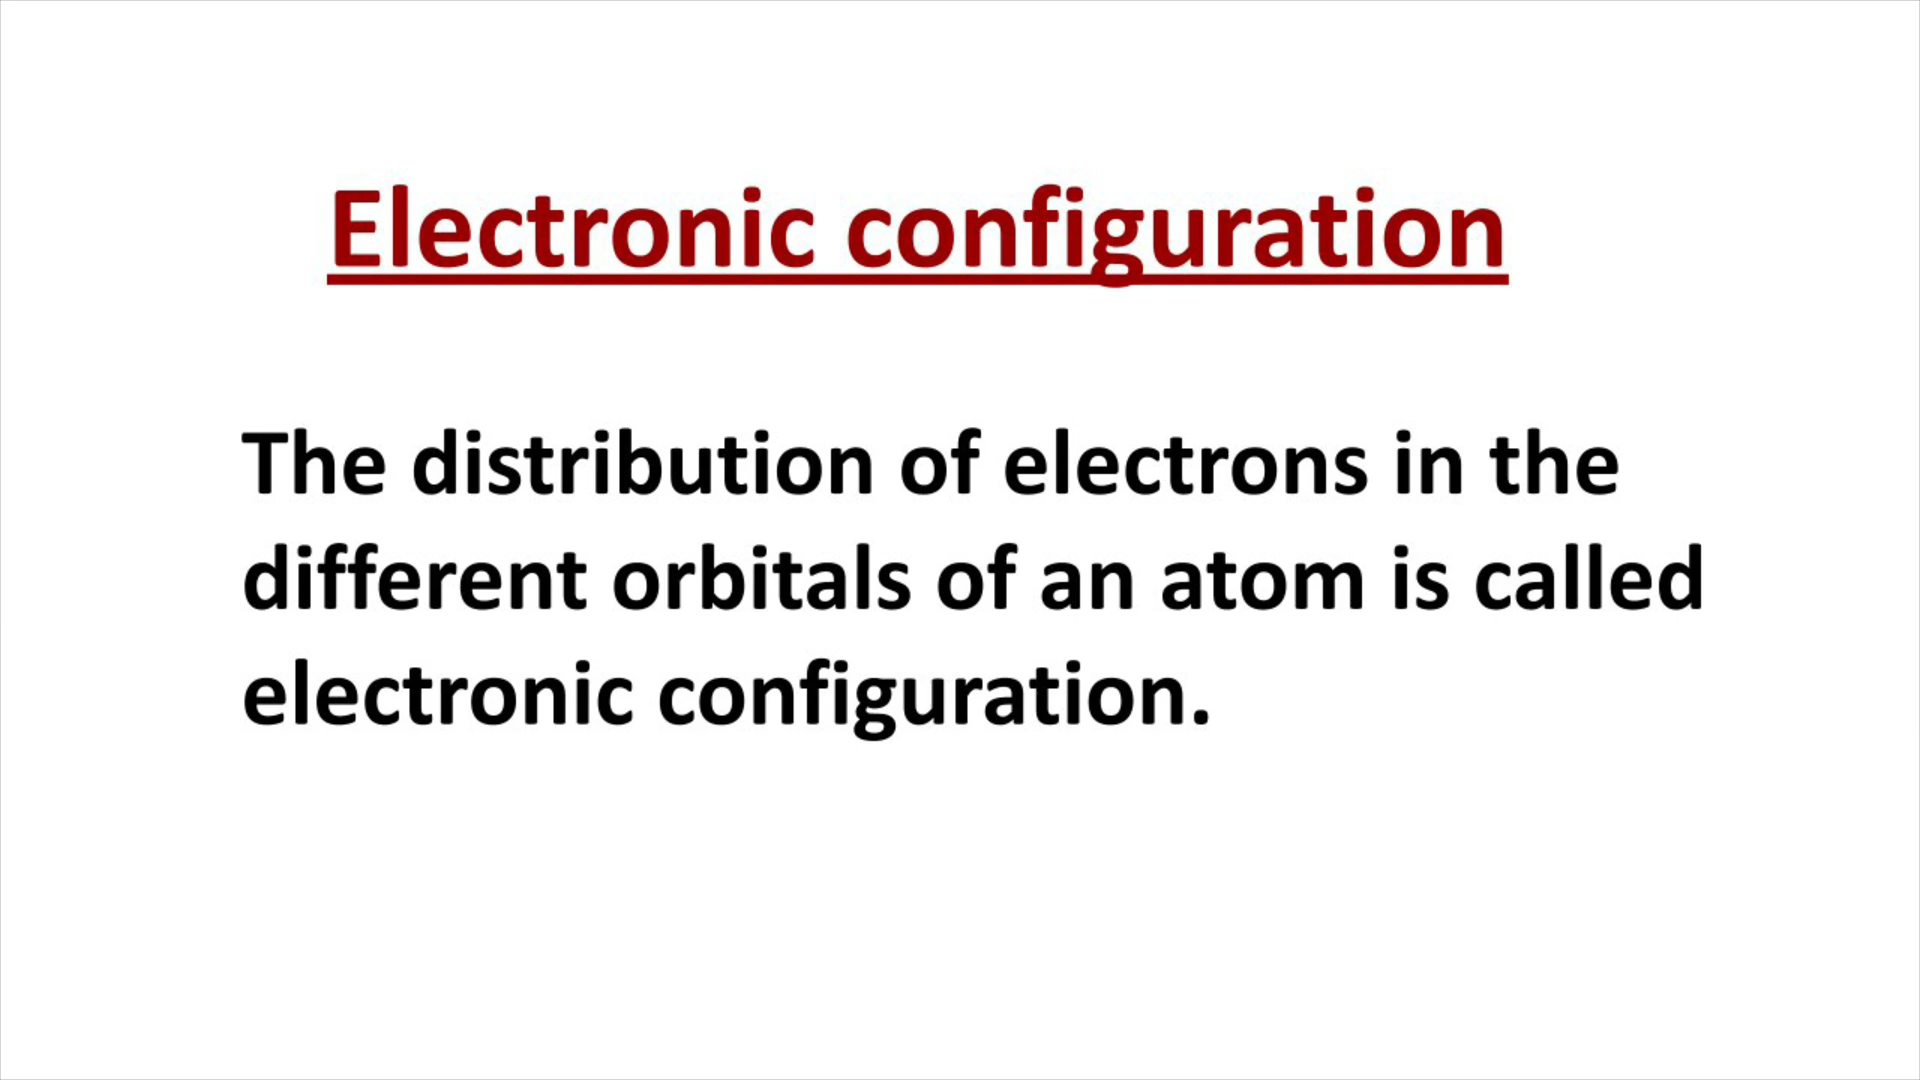 Electronic configuration
The distribution of electrons in the
different orbitals of an atom is called
electronic configuration.